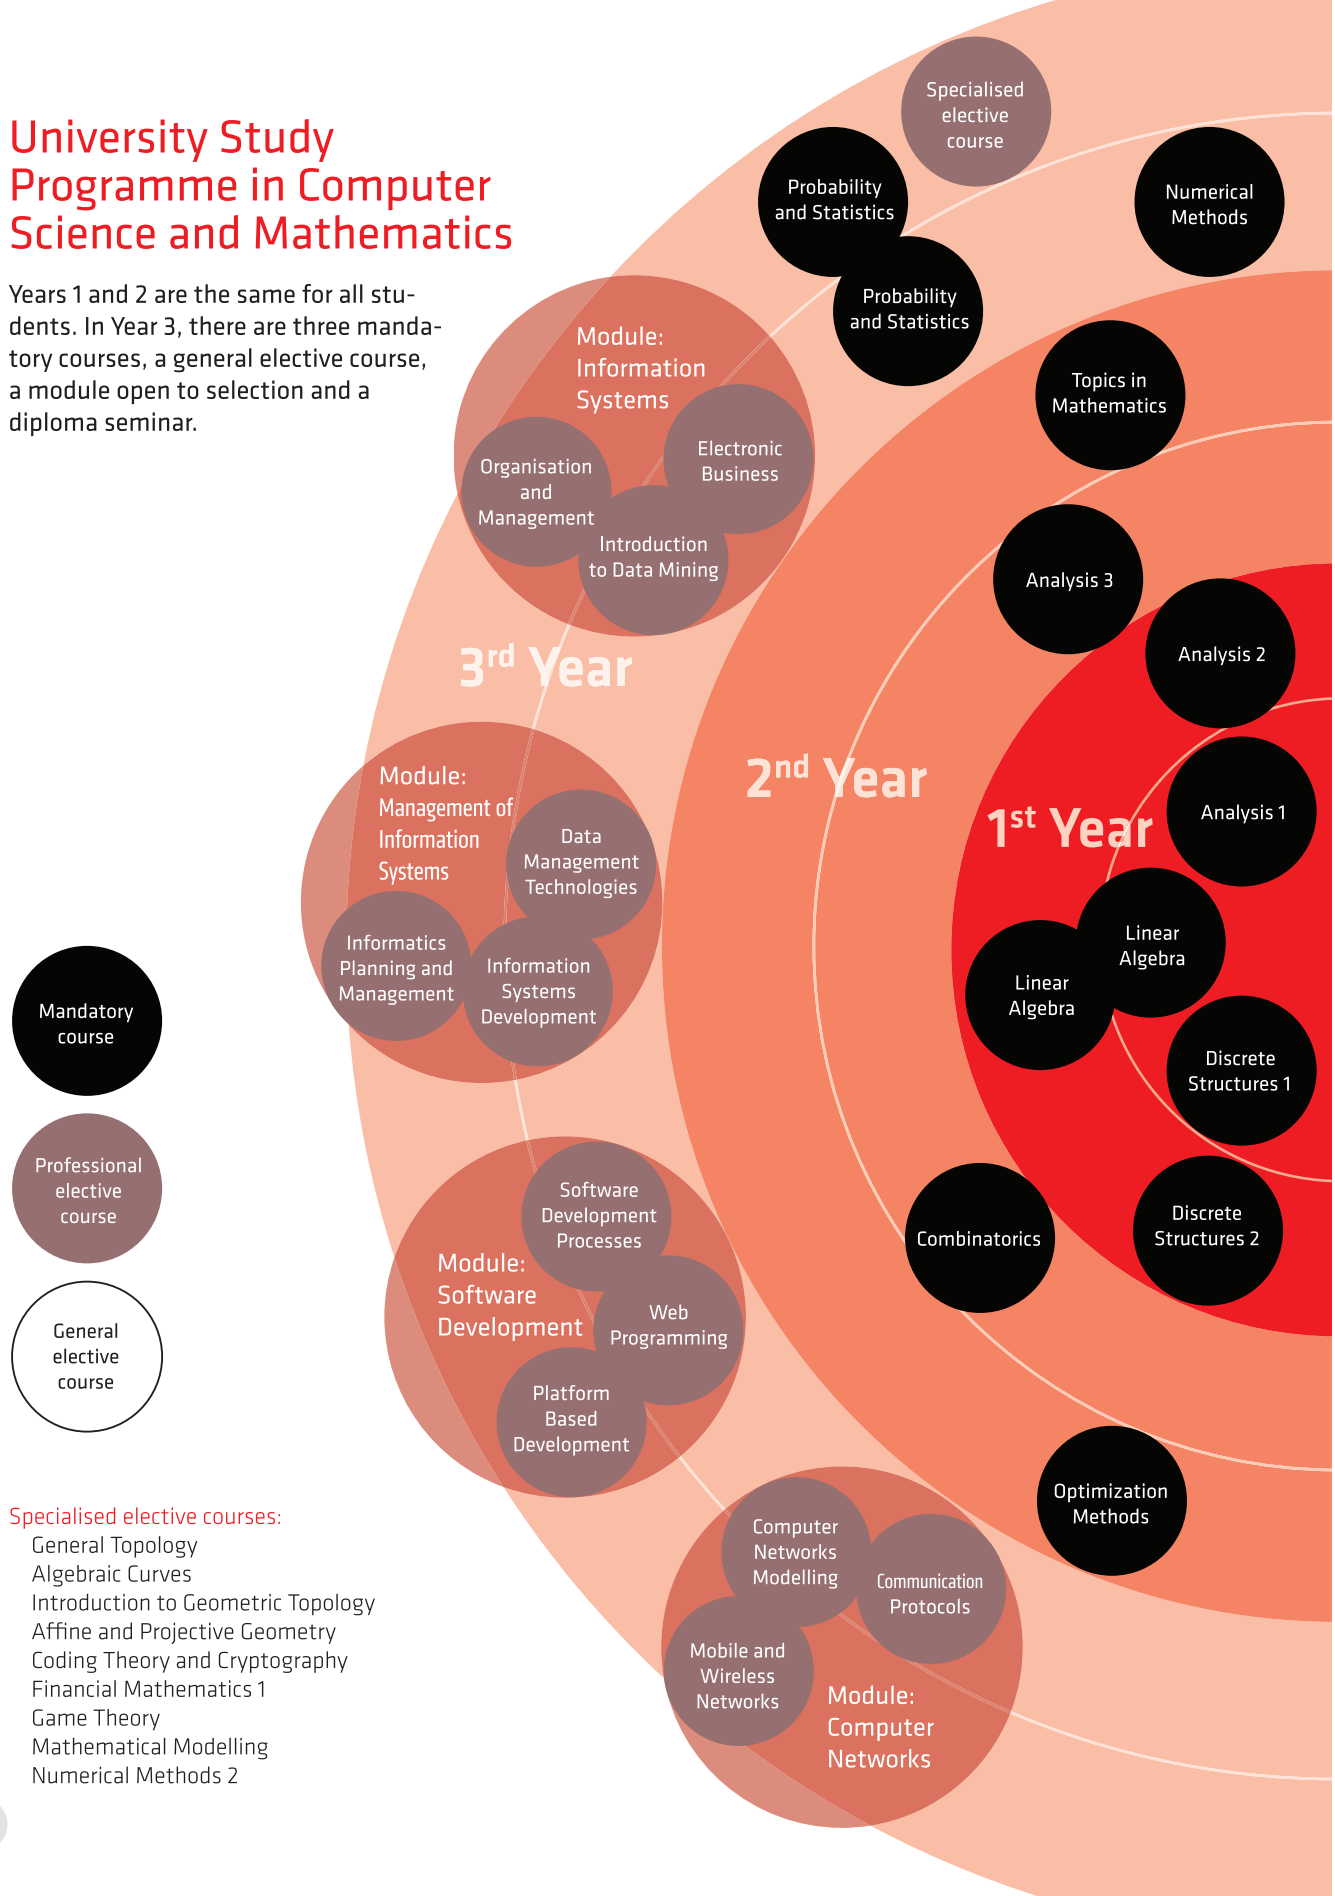 University Study
Programme in Computer
Science and Mathematics
Years 1 and 2 are the same for all stu-
dents. In Year 3, there are three manda-
tory courses, a general elective course,
a module open to selection and a
diploma seminar.
Specialised
elective
course
Probability
and Statistics
Probability
and Statistics
Numerical
Methods
Topics in
Mathematics
Analysis 3
Analysis 2
Analysis 1
Linear
Algebra
Linear
Algebra
Discrete
Structures 1
Discrete
Structures 2
Combinatorics
Optimization
Methods
1st Year
2nd Year
3rd Year
Module:
Information
Systems
Organisation
and
Management
Electronic
Business
Introduction
to Data Mining
Module:
Management of
Information
Systems
Data
Management
Technologies
Informatics
Planning and
Management
Information
Systems
Development
Module:
Software
Development
Software
Development
Processes
Web
Programming
Platform
Based
Development
Computer
Networks
Modelling
Communication
Protocols
Mobile and
Wireless
Networks
Module:
Computer
Networks
Mandatory
course
Professional
elective
course
General
elective
course
Specialised elective courses:
General Topology
Algebraic Curves
Introduction to Geometric Topology
Affine and Projective Geometry
Coding Theory and Cryptography
Financial Mathematics 1
Game Theory
Mathematical Modelling
Numerical Methods 2